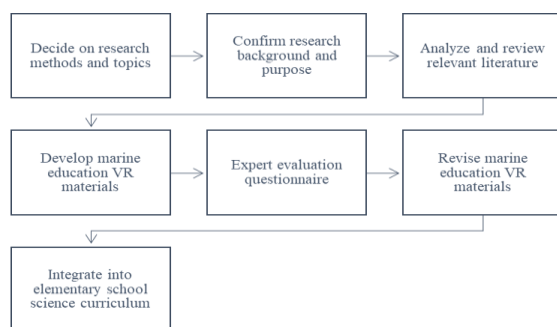 Decide on research
methods and topics
Confirm research
background and
purpose
Analyze and review
relevant literature
Develop marine
education VR
materials
Expert evaluation
questionnaire
Revise marine
education VR
materials
Integrate into
elementary school
science curriculum